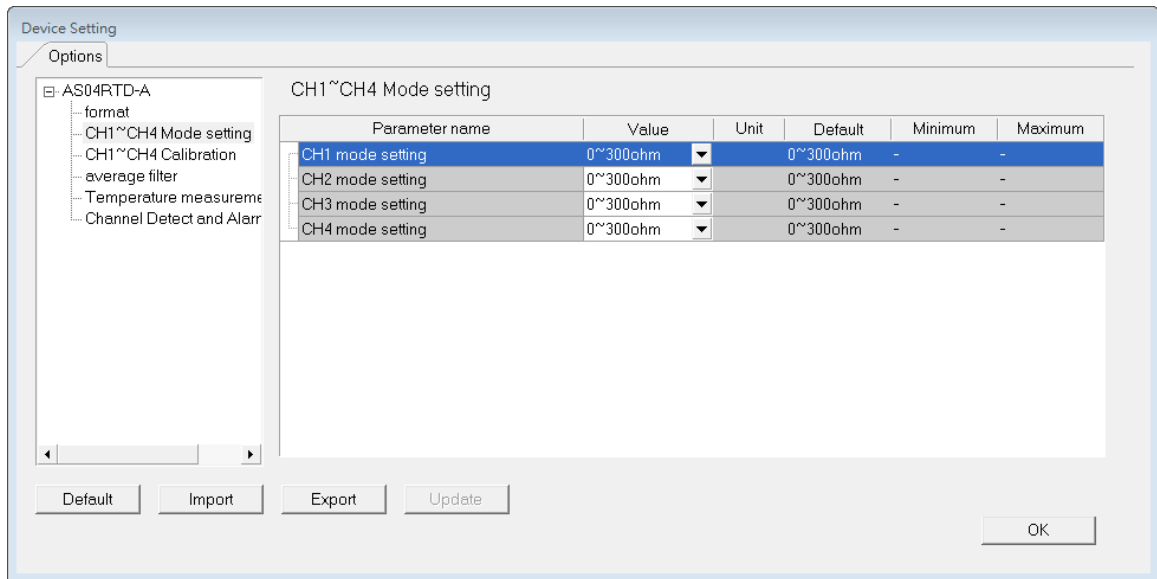 Device Setting
Options
AS04RTD-A
format
CH1~CH4 Mode setting
CH1~CH4 Calibration
average filter
Temperature measureme
Channel Detect and Alarr
CH1~CH4 Mode setting
Parameter name Value Unit Default Minimum Maximum
CH1 mode setting 0~300ohm 0~300ohm - -
CH2 mode setting 0~300ohm 0~300ohm - -
CH3 mode setting 0~300ohm 0~300ohm - -
CH4 mode setting 0~300ohm 0~300ohm - -
Default Import Export Update
OK